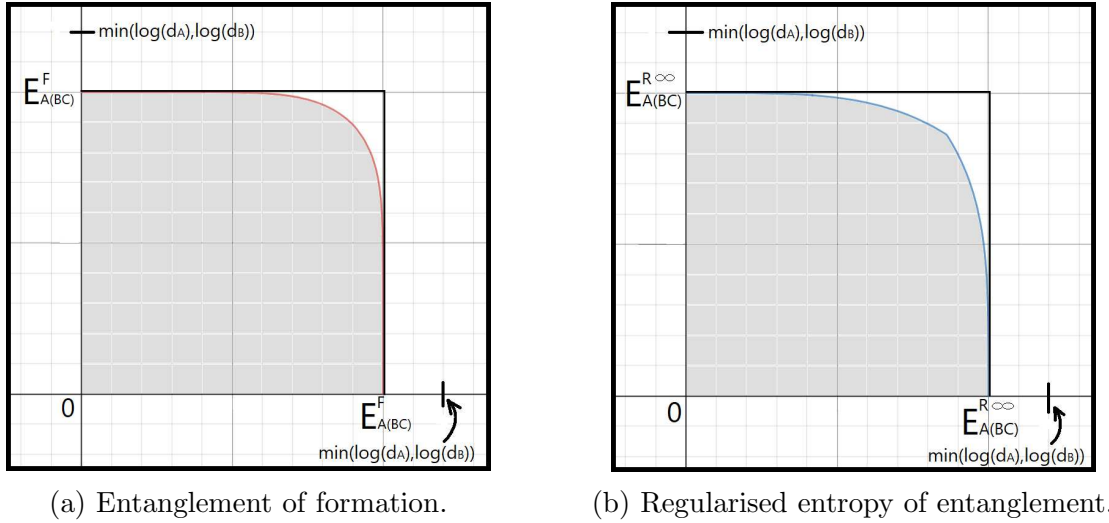 min(log(dA),log(dB))
E^F_A(BC)
0
E^F_A(BC)
min(log(dA),log(dB))
(a) Entanglement of formation.
min(log(dA),log(dB))
E^R∞_A(BC)
0
E^R∞_A(BC)
min(log(dA),log(dB))
(b) Regularised entropy of entanglement.